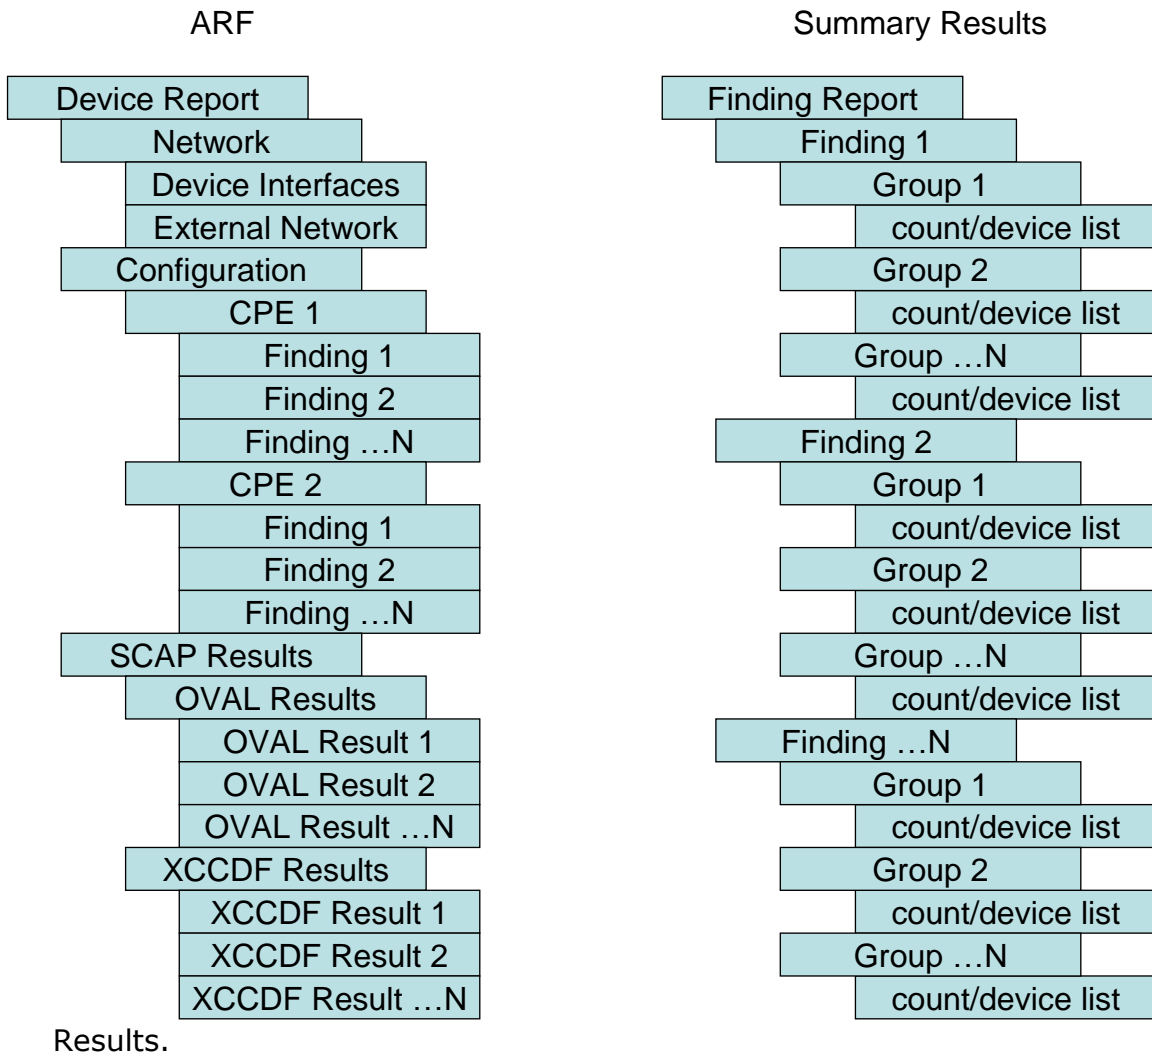 ARF
Device Report
Network
Device Interfaces
External Network
Configuration
CPE 1
Finding 1
Finding 2
Finding …N
CPE 2
Finding 1
Finding 2
Finding …N
SCAP Results
OVAL Results
OVAL Result 1
OVAL Result 2
OVAL Result …N
XCCDF Results
XCCDF Result 1
XCCDF Result 2
XCCDF Result …N
Summary Results
Finding Report
Finding 1
Group 1
count/device list
Group 2
count/device list
Group …N
count/device list
Finding 2
Group 1
count/device list
Group 2
count/device list
Group …N
count/device list
Finding …N
Group 1
count/device list
Group 2
count/device list
Group …N
count/device list
Results.